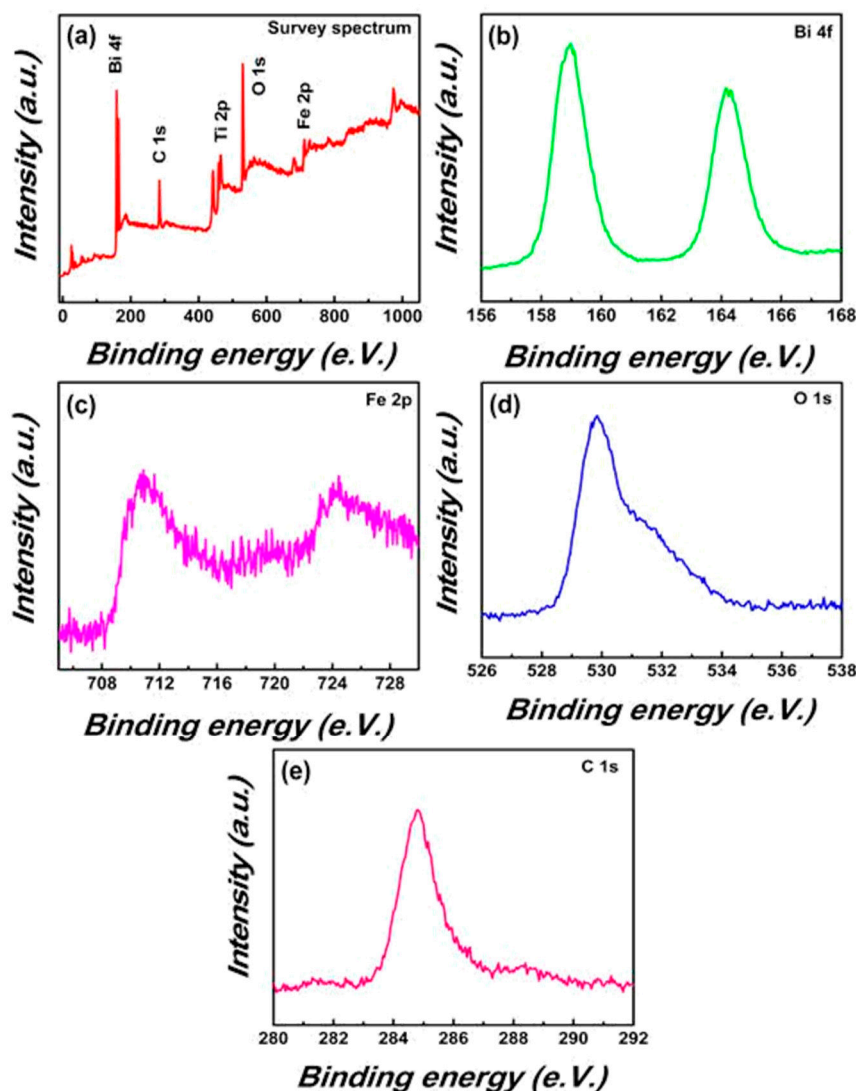 (a)
Survey spectrum
Bi 4f
C 1s
Ti 2p
O 1s
Fe 2p
Intensity (a.u.)
0 200 400 600 800 1000
Binding energy (e.V.)
(b)
Bi 4f
Intensity (a.u.)
156 158 160 162 164 166 168
Binding energy (e.V.)
(c)
Fe 2p
Intensity (a.u.)
708 712 716 720 724 728
Binding energy (e.V.)
(d)
O 1s
Intensity (a.u.)
526 528 530 532 534 536 538
Binding energy (e.V.)
(e)
C 1s
Intensity (a.u.)
280 282 284 286 288 290 292
Binding energy (e.V.)